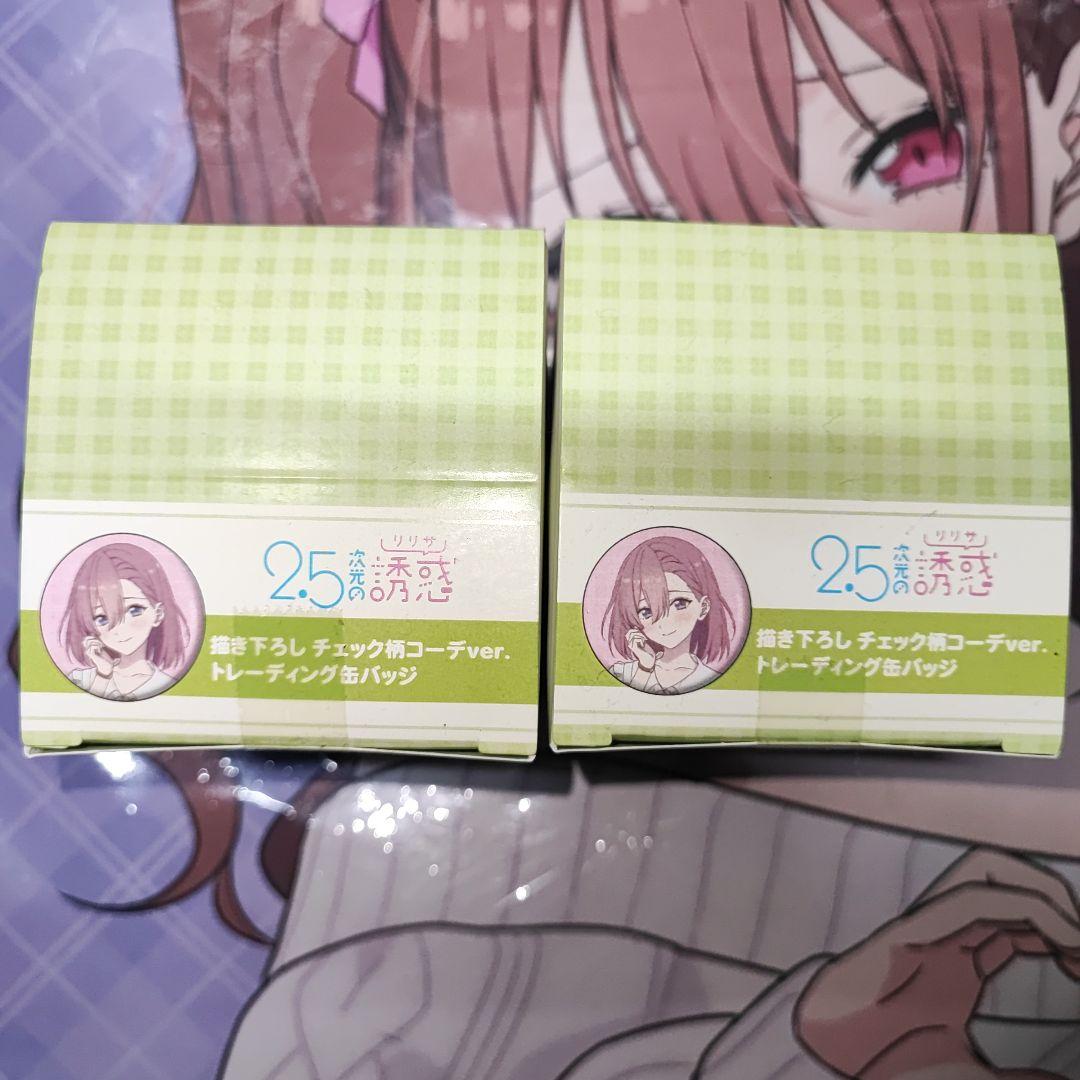 リリサ
2.5次元の誘惑
描き下ろし チェック柄コーデver.
トレーディング缶バッジ
リリサ
2.5次元の誘惑
描き下ろし チェック柄コーデver.
トレーディング缶バッジ